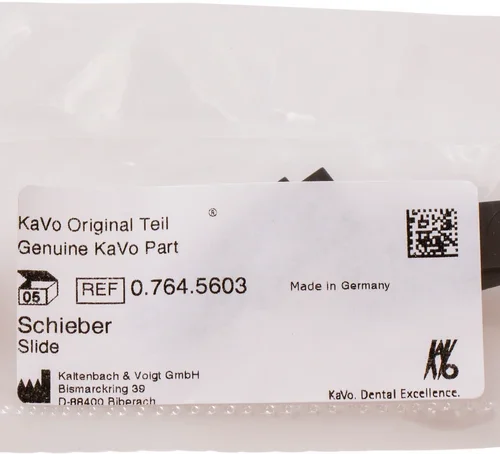 KaVo Original Teil ®
Genuine KaVo Part
05 REF 0.764.5603 Made in Germany
Schieber
Slide
Kaltenbach & Voigt GmbH
Bismarckring 39
D-88400 Biberach
KaVo
KaVo. Dental Excellence.